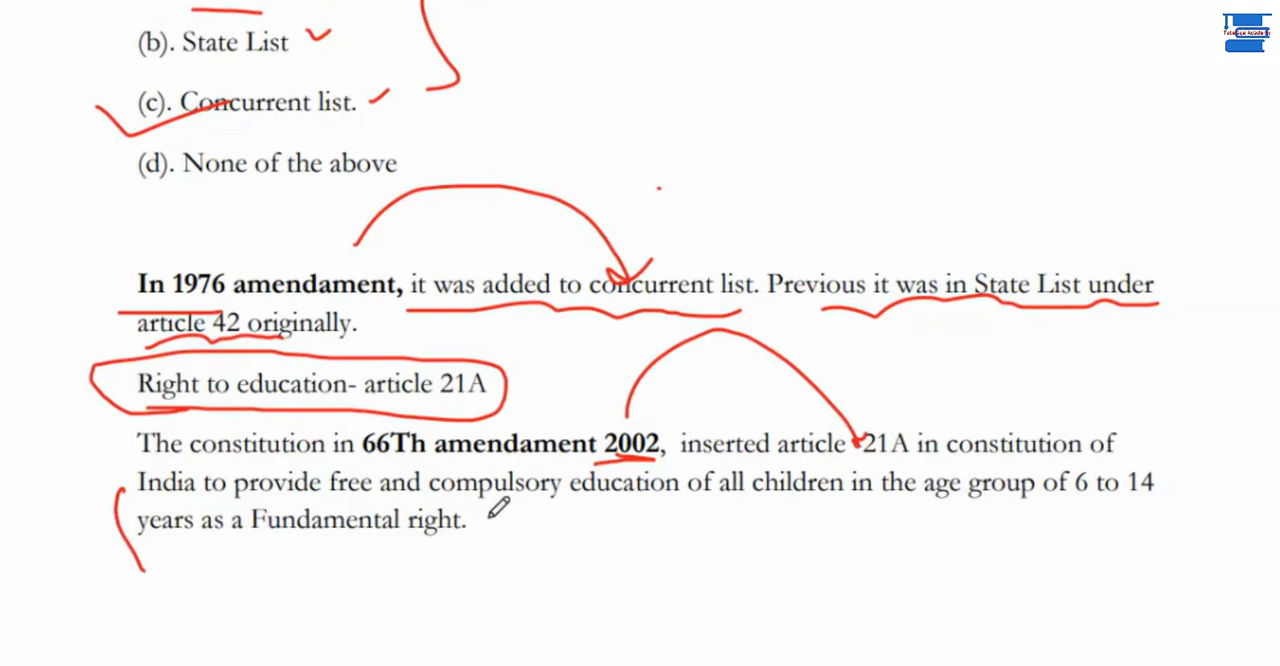 (b). State List
Tutelage Academy
(c). Concurrent list.
(d). None of the above
In 1976 amendament, it was added to concurrent list. Previous it was in State List under
article 42 originally.
Right to education- article 21A
The constitution in 66Th amendament 2002, inserted article 21A in constitution of
India to provide free and compulsory education of all children in the age group of 6 to 14
years as a Fundamental right.